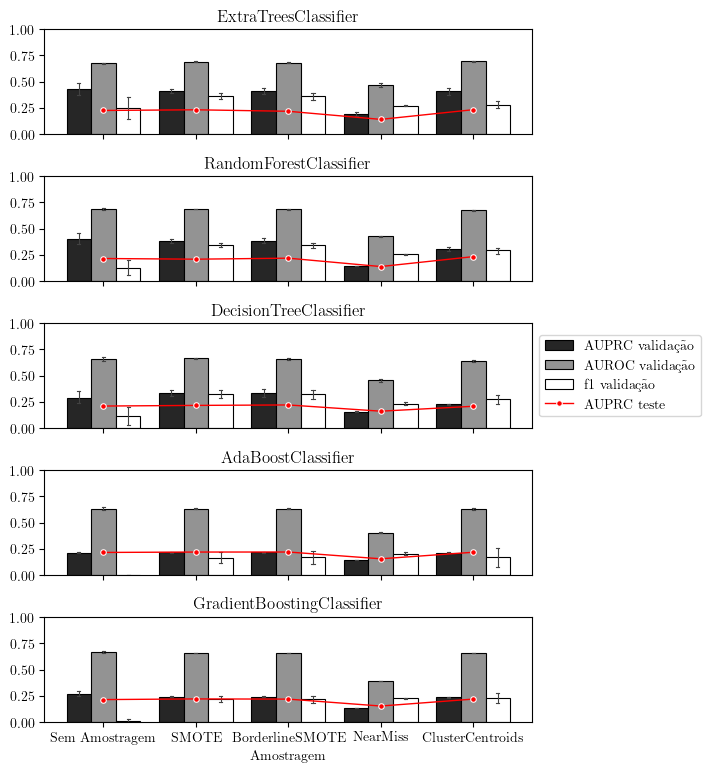 ExtraTreesClassifier
1.00
0.75
0.50
0.25
0.00
RandomForestClassifier
1.00
0.75
0.50
0.25
0.00
DecisionTreeClassifier
1.00
0.75
0.50
0.25
0.00
AUPRC validação
AUROC validação
f1 validação
AUPRC teste
AdaBoostClassifier
1.00
0.75
0.50
0.25
0.00
GradientBoostingClassifier
1.00
0.75
0.50
0.25
0.00
Sem Amostragem SMOTE BorderlineSMOTE NearMiss ClusterCentroids
Amostragem